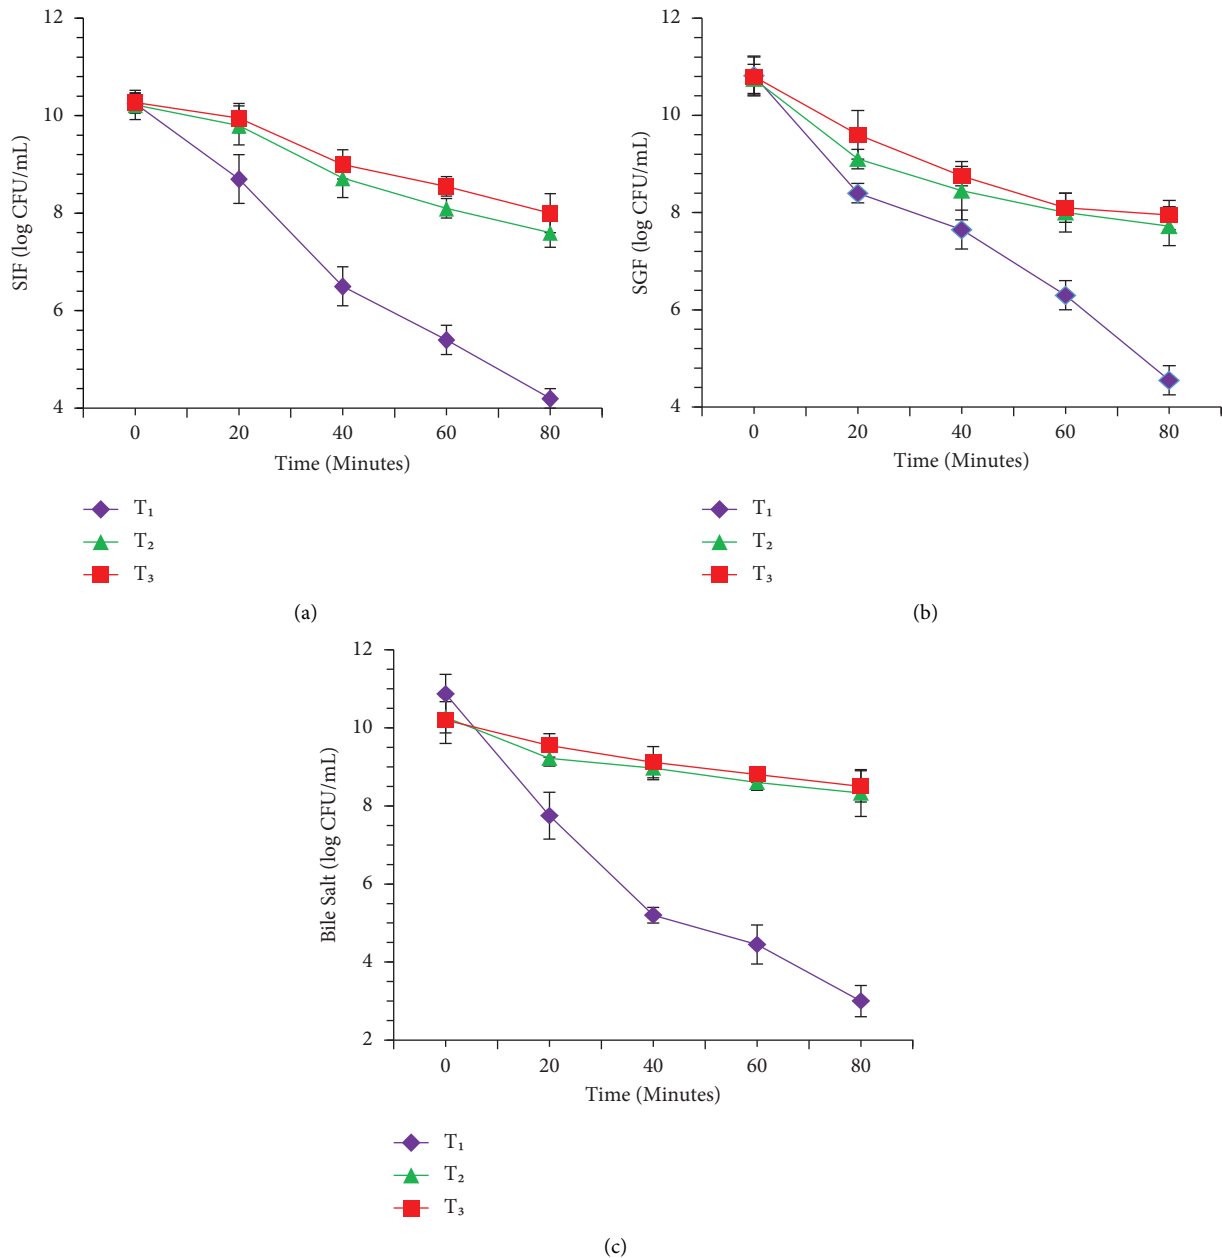 12
10
8
6
4
SIF (log CFU/mL)
0 20 40 60 80
Time (Minutes)
T₁
T₂
T₃
(a)
12
10
8
6
4
SGF (log CFU/mL)
0 20 40 60 80
Time (Minutes)
T₁
T₂
T₃
(b)
12
10
8
6
4
2
Bile Salt (log CFU/mL)
0 20 40 60 80
Time (Minutes)
T₁
T₂
T₃
(c)